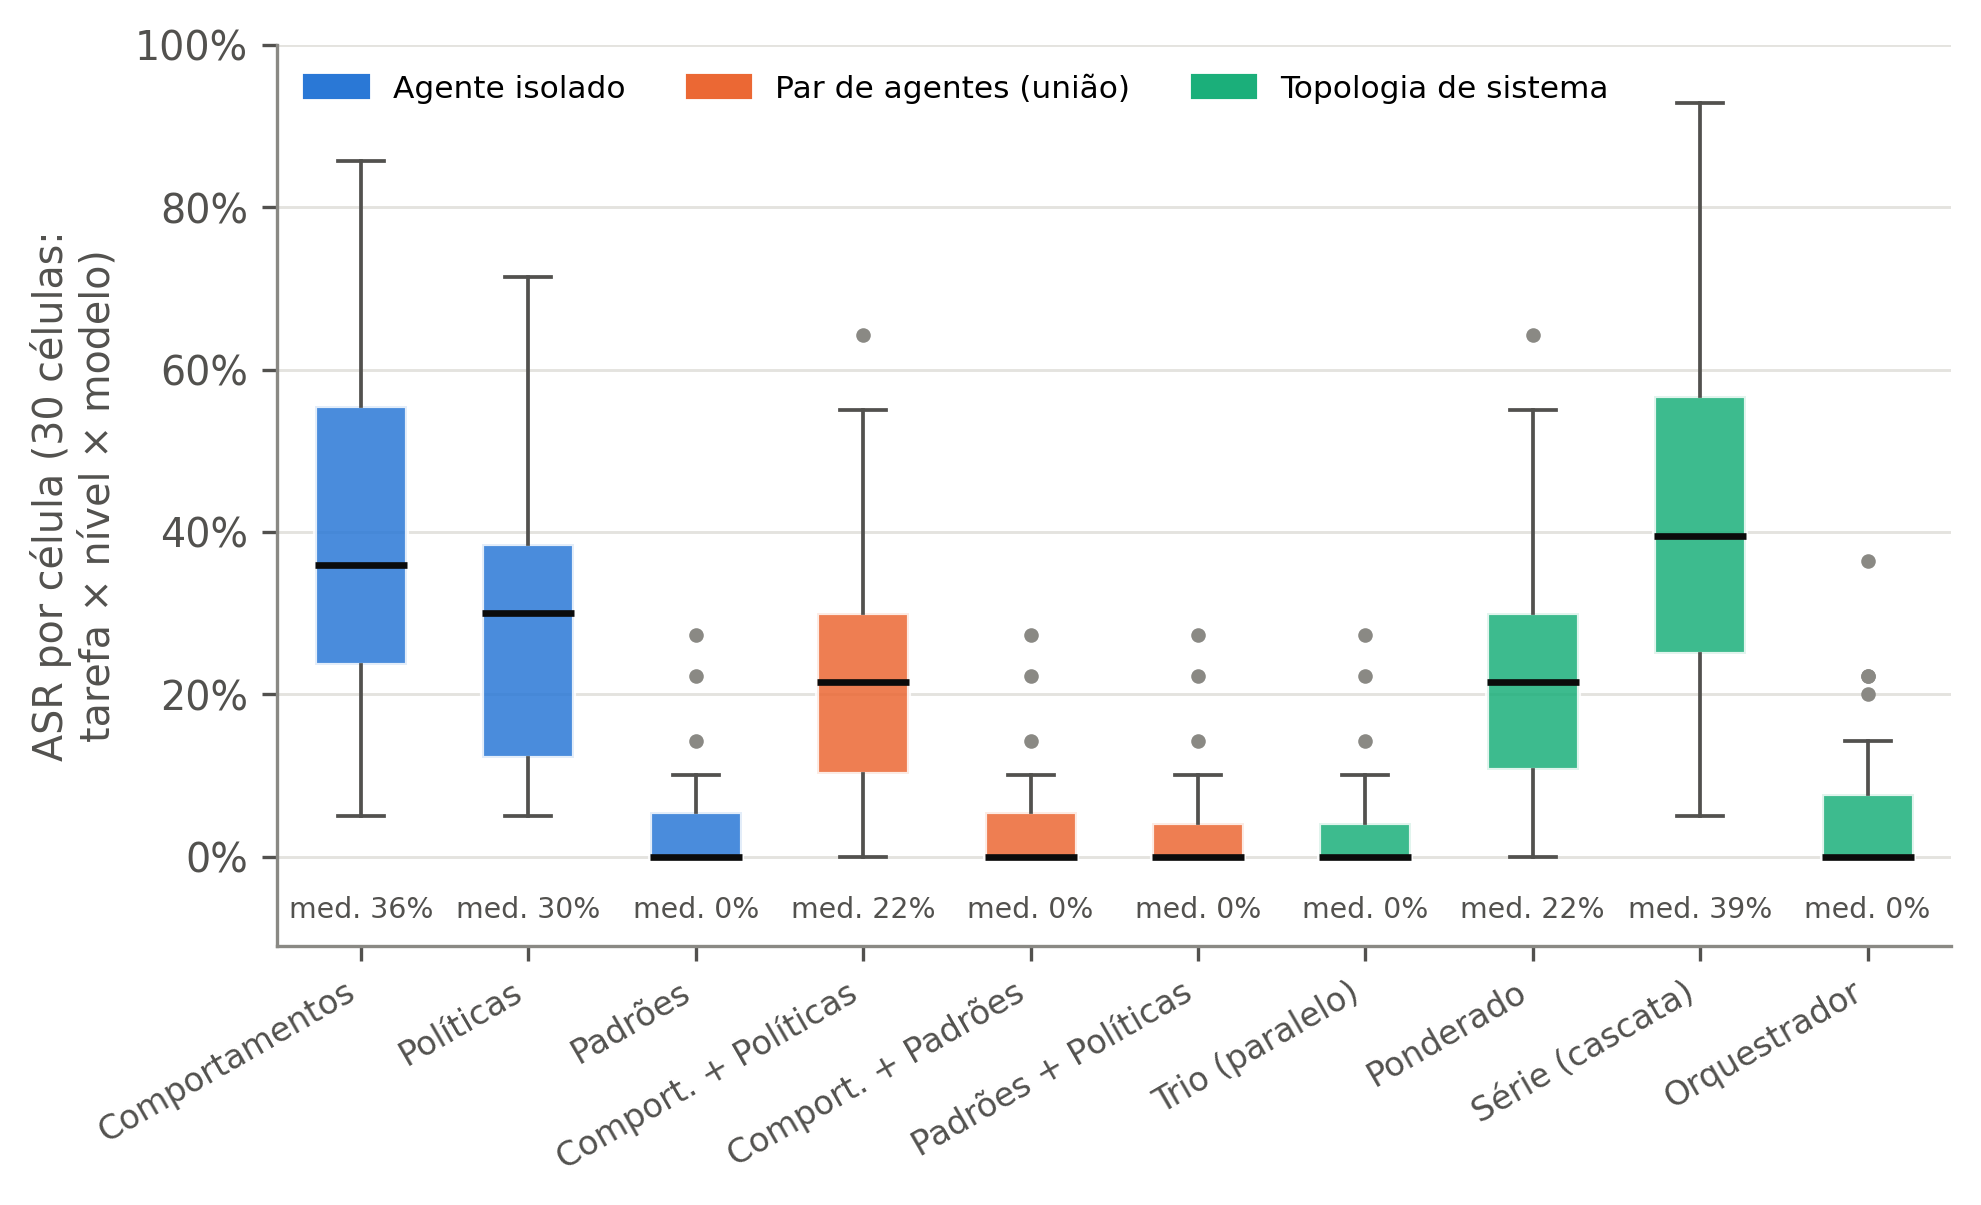 100%
80%
60%
40%
20%
0%
ASR por célula (30 células:
tarefa × nível × modelo)
Agente isolado
Par de agentes (união)
Topologia de sistema
med. 36%
med. 30%
med. 0%
med. 22%
med. 0%
med. 0%
med. 0%
med. 22%
med. 39%
med. 0%
Comportamentos
Políticas
Padrões
Comport. + Políticas
Comport. + Padrões
Padrões + Políticas
Trio (paralelo)
Ponderado
Série (cascata)
Orquestrador